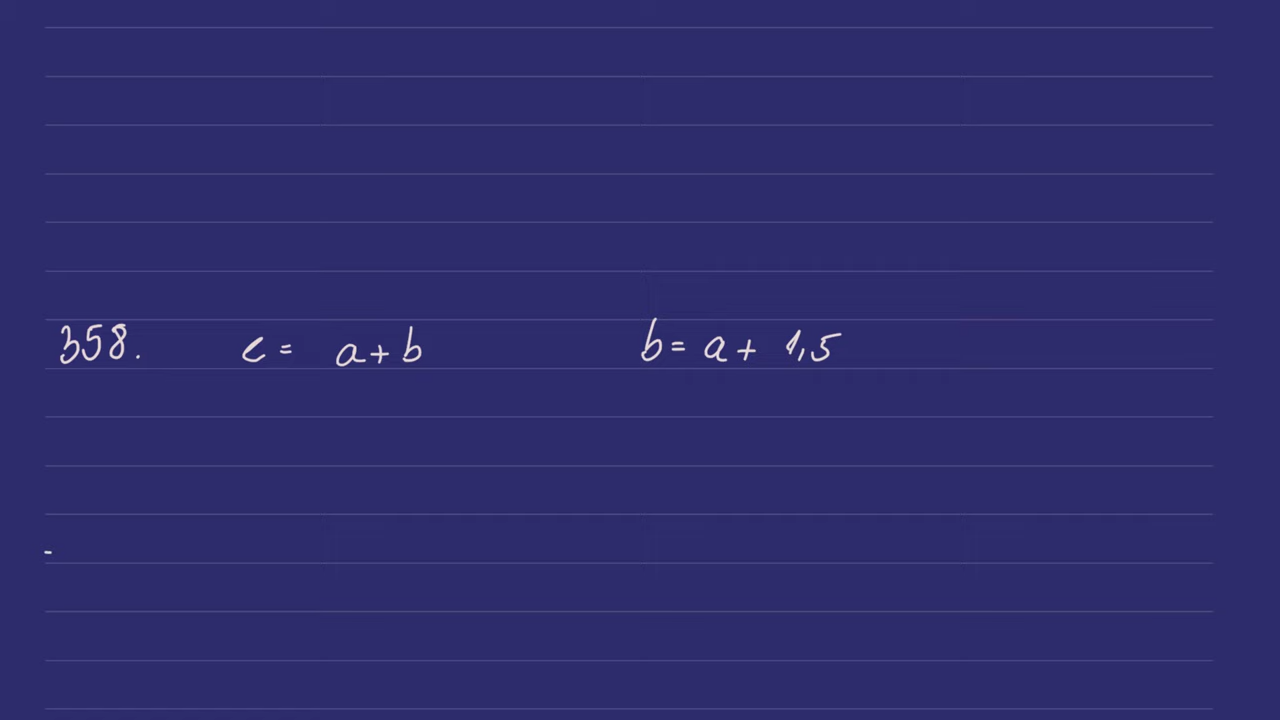 358. c = a + b b = a + 1,5
-